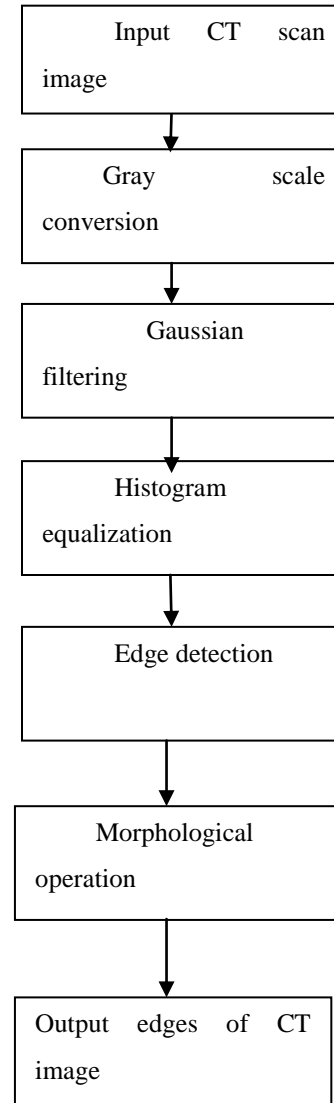 Input CT scan
image
Gray scale
conversion
Gaussian
filtering
Histogram
equalization
Edge detection
Morphological
operation
Output edges of CT
image